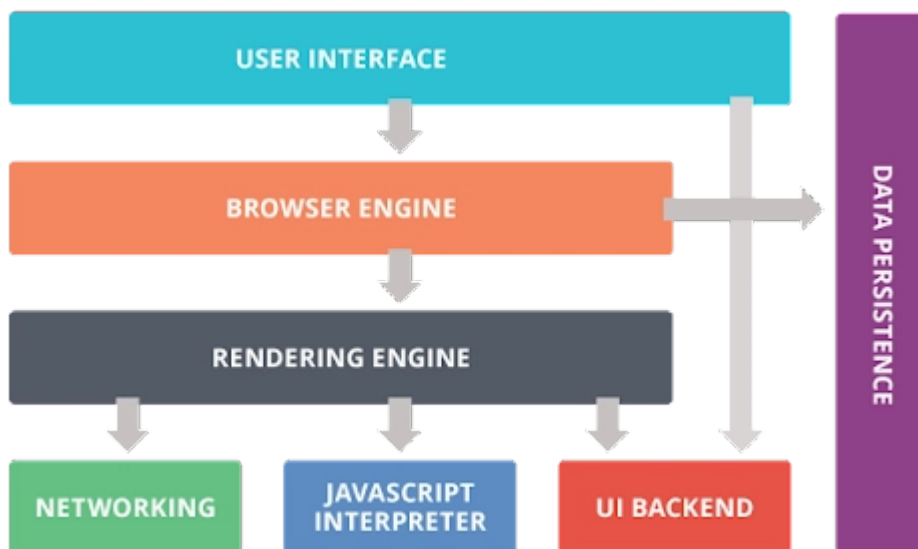 USER INTERFACE
BROWSER ENGINE
RENDERING ENGINE
NETWORKING
JAVASCRIPT
INTERPRETER
UI BACKEND
DATA PERSISTENCE